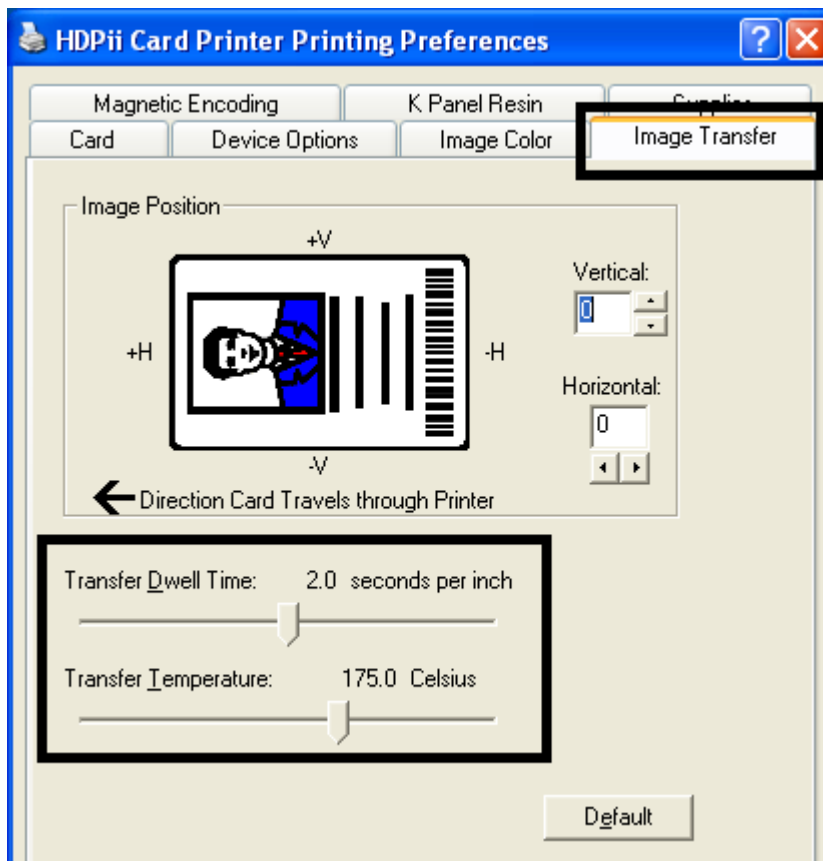 HDPii Card Printer Printing Preferences
?
Magnetic Encoding K Panel Resin
Card Device Options Image Color Image Transfer
Image Position
+V
Vertical:
0
+H -H
Horizontal:
0
-V
Direction Card Travels through Printer
Transfer Dwell Time: 2.0 seconds per inch
Transfer Temperature: 175.0 Celsius
Default